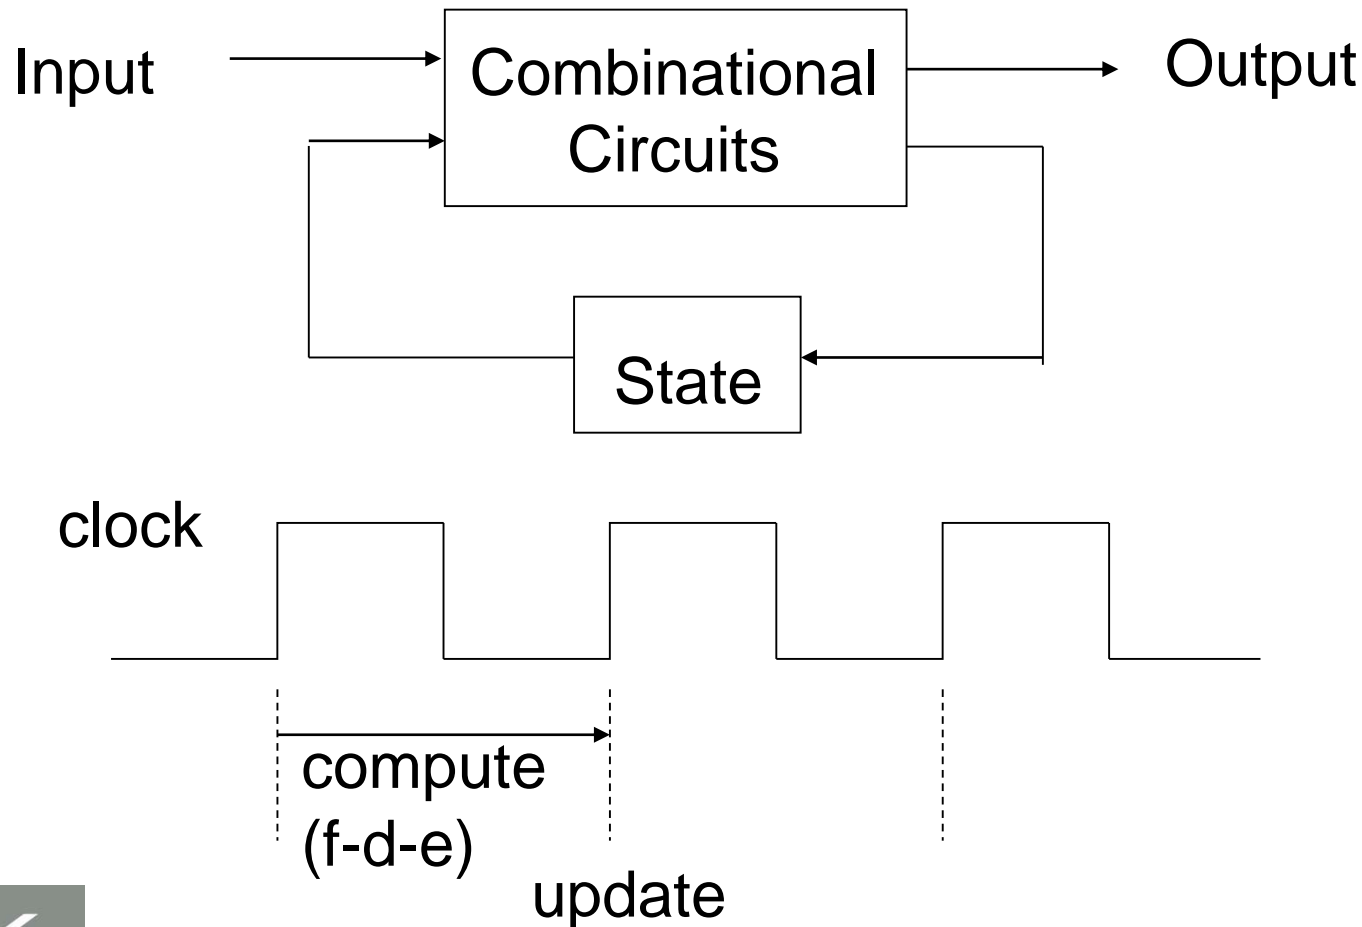 Input
Combinational
Circuits
Output
State
clock
compute
(f-d-e)
update